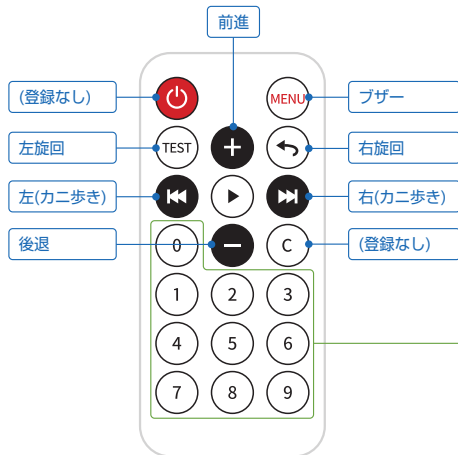 前進
(登録なし)
MENU
ブザー
左旋回
TEST
右旋回
左(カニ歩き)
右(カニ歩き)
後退
0
C
(登録なし)
1 2 3
4 5 6
7 8 9